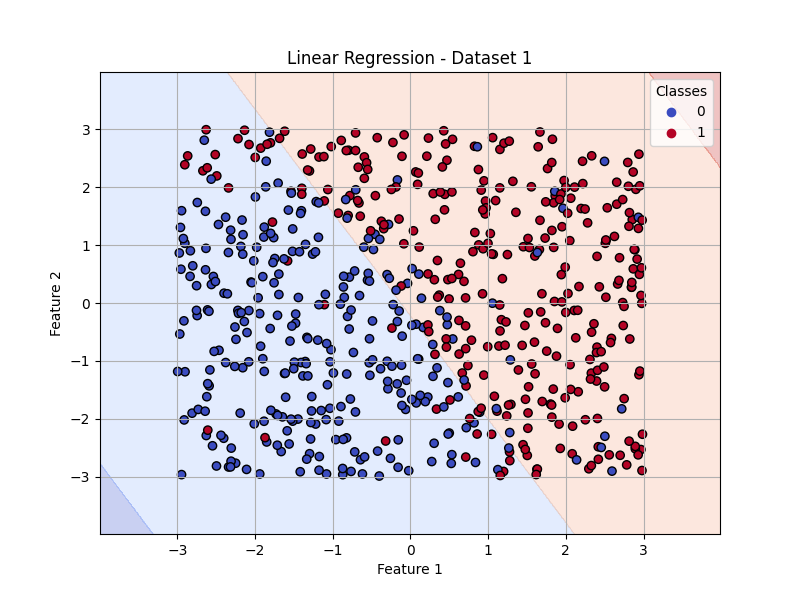 Linear Regression - Dataset 1
Classes
0
1
3
2
1
0
−1
−2
−3
Feature 2
−3 −2 −1 0 1 2 3
Feature 1